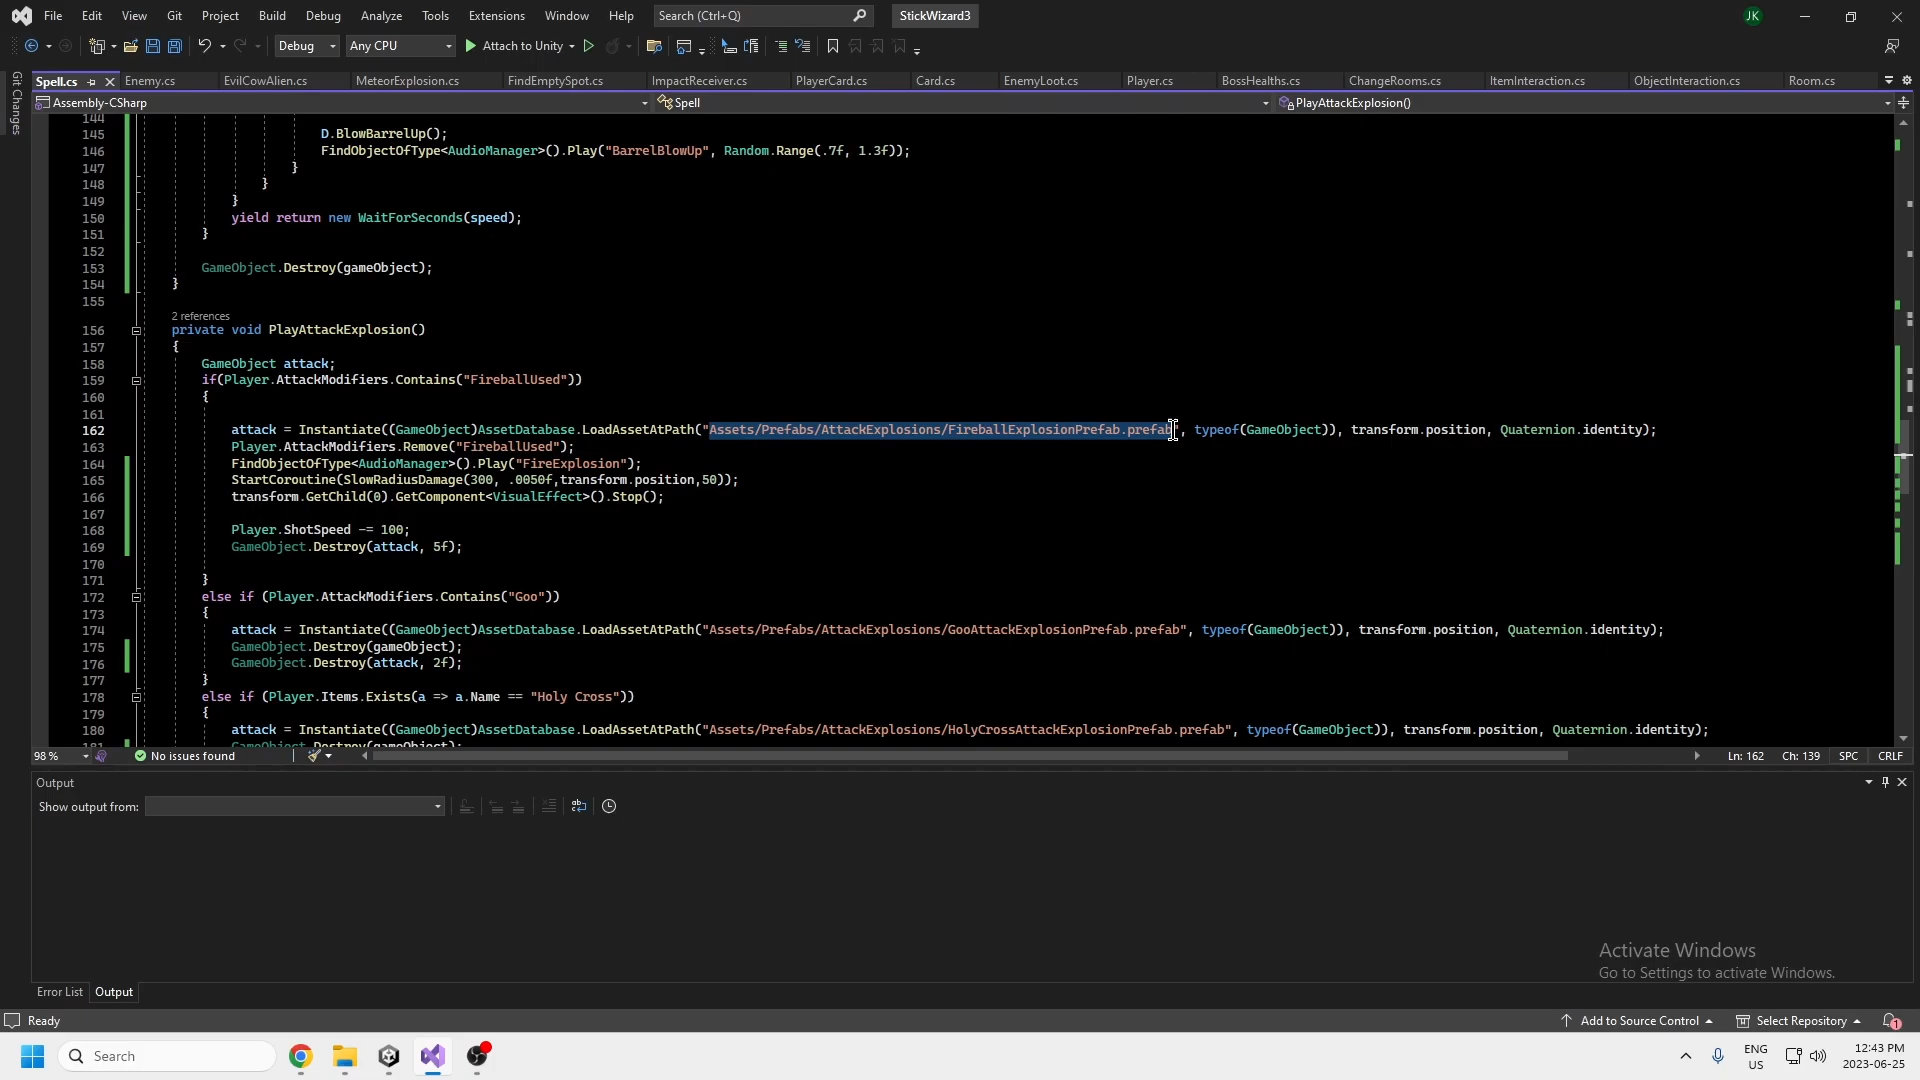 File Edit View Git Project Build Debug Analyze Tools Extensions Window Help Search (Ctrl+Q) StickWizard3 JK
Debug Any CPU Attach to Unity
Git Changes
Spell.cs Enemy.cs EvilCowAlien.cs MeteorExplosion.cs FindEmptySpot.cs ImpactReceiver.cs PlayerCard.cs Card.cs EnemyLoot.cs Player.cs BossHealths.cs ChangeRooms.cs ItemInteraction.cs ObjectInteraction.cs Room.cs
Assembly-CSharp Spell PlayAttackExplosion()
144
145 D.BlowBarrelUp();
146 FindObjectOfType<AudioManager>().Play("BarrelBlowUp", Random.Range(.7f, 1.3f));
147 }
148 }
149 }
150 yield return new WaitForSeconds(speed);
151 }
152
153 GameObject.Destroy(gameObject);
154 }
155
2 references
156 private void PlayAttackExplosion()
157 {
158 GameObject attack;
159 if(Player.AttackModifiers.Contains("FireballUsed"))
160 {
161
162 attack = Instantiate((GameObject)AssetDatabase.LoadAssetAtPath("Assets/Prefabs/AttackExplosions/FireballExplosionPrefab.prefab", typeof(GameObject)), transform.position, Quaternion.identity);
163 Player.AttackModifiers.Remove("FireballUsed");
164 FindObjectOfType<AudioManager>().Play("FireExplosion");
165 StartCoroutine(SlowRadiusDamage(300, .0050f,transform.position,50));
166 transform.GetChild(0).GetComponent<VisualEffect>().Stop();
167
168 Player.ShotSpeed -= 100;
169 GameObject.Destroy(attack, 5f);
170
171 }
172 else if (Player.AttackModifiers.Contains("Goo"))
173 {
174 attack = Instantiate((GameObject)AssetDatabase.LoadAssetAtPath("Assets/Prefabs/AttackExplosions/GooAttackExplosionPrefab.prefab", typeof(GameObject)), transform.position, Quaternion.identity);
175 GameObject.Destroy(gameObject);
176 GameObject.Destroy(attack, 2f);
177 }
178 else if (Player.Items.Exists(a => a.Name == "Holy Cross"))
179 {
180 attack = Instantiate((GameObject)AssetDatabase.LoadAssetAtPath("Assets/Prefabs/AttackExplosions/HolyCrossAttackExplosionPrefab.prefab", typeof(GameObject)), transform.position, Quaternion.identity);
181 GameObject.Destroy(gameObject);
98 % No issues found Ln: 162 Ch: 139 SPC CRLF
Output
Show output from:
Activate Windows
Go to Settings to activate Windows.
Error List Output
Ready Add to Source Control Select Repository 1
Search ENG US 12:43 PM 2023-06-25